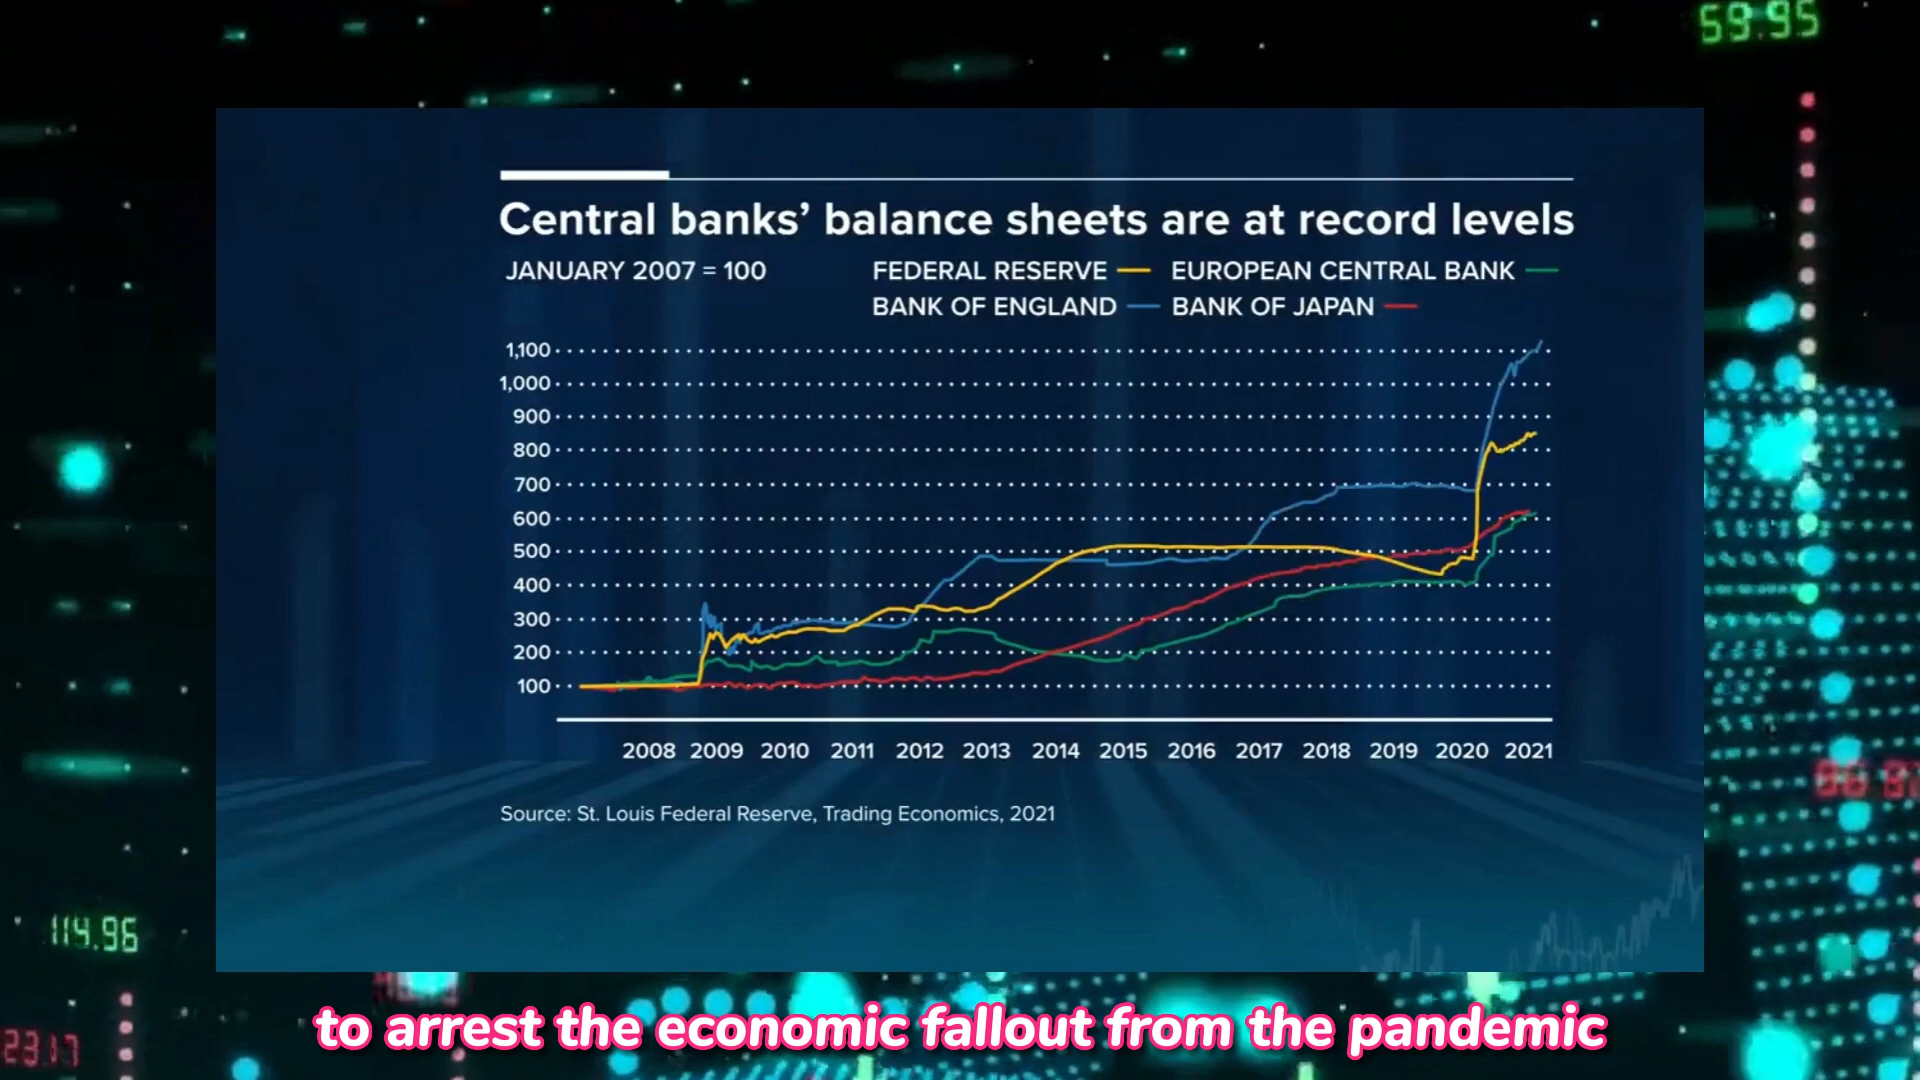 59.95
Central banks’ balance sheets are at record levels
JANUARY 2007 = 100
FEDERAL RESERVE
EUROPEAN CENTRAL BANK
BANK OF ENGLAND
BANK OF JAPAN
1,100
1,000
900
800
700
600
500
400
300
200
100
2008 2009 2010 2011 2012 2013 2014 2015 2016 2017 2018 2019 2020 2021
Source: St. Louis Federal Reserve, Trading Economics, 2021
114.96
to arrest the economic fallout from the pandemic